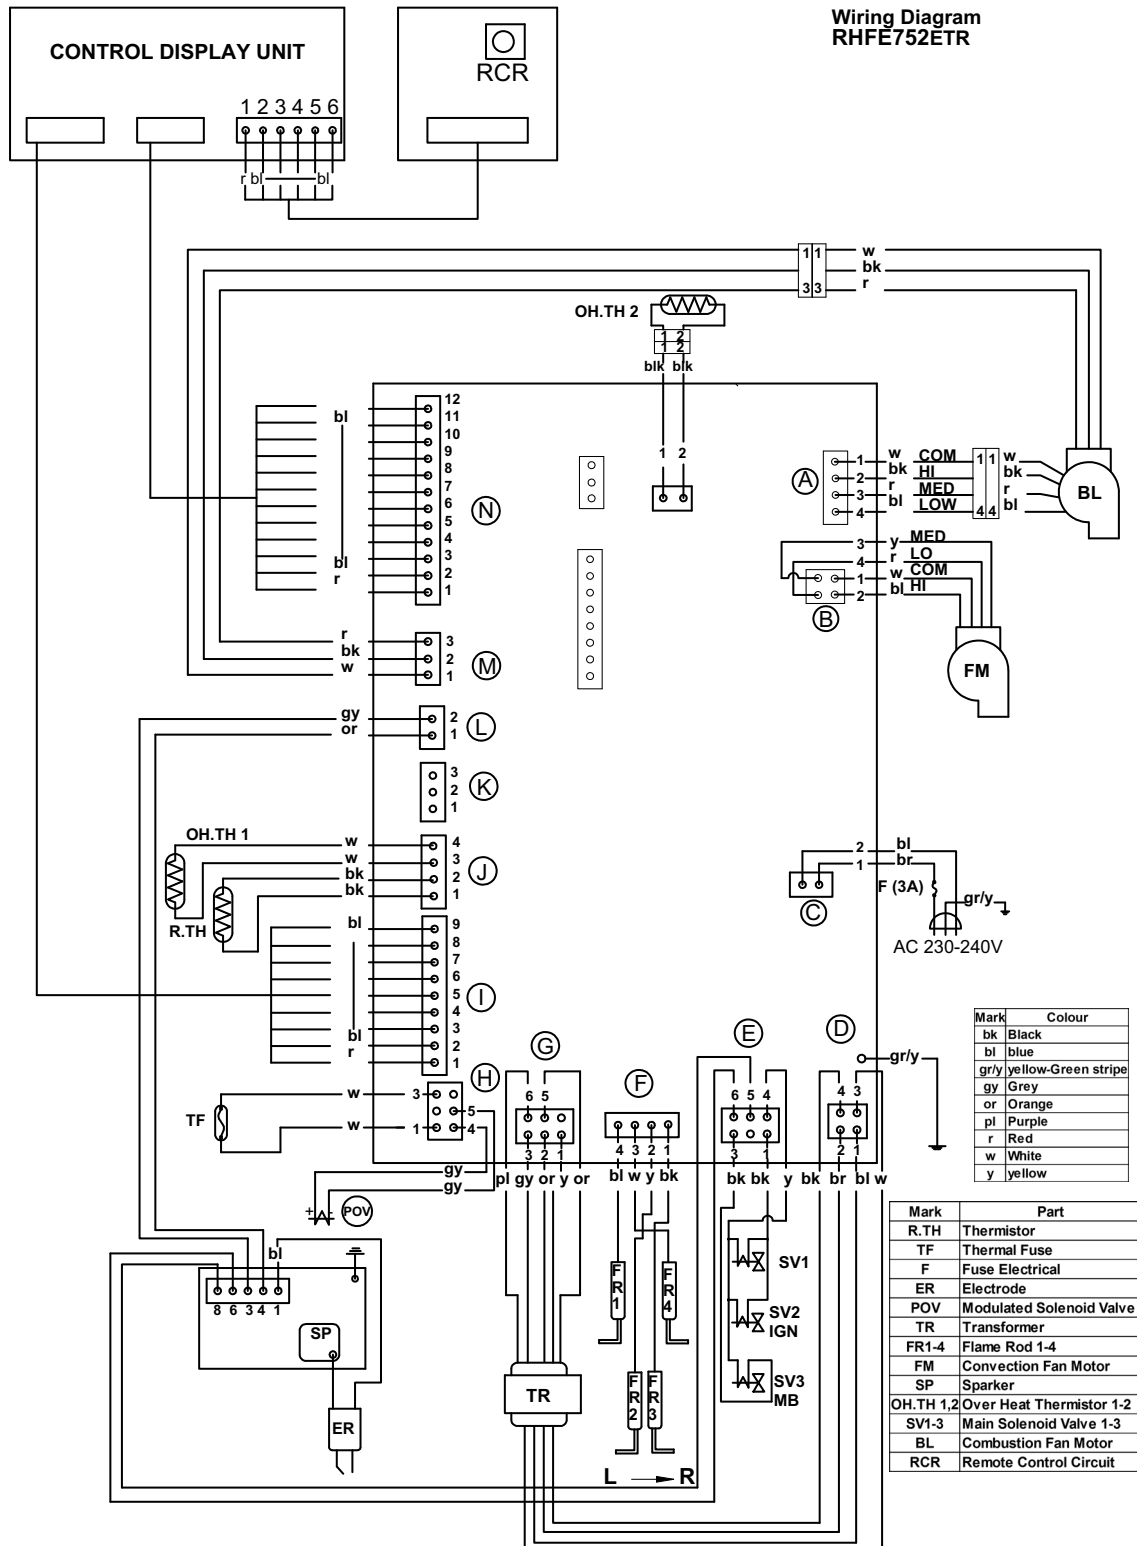 Wiring Diagram
RHFE752ETR
CONTROL DISPLAY UNIT
RCR
1 2 3 4 5 6
r bl bl
1 1 w
bk
3 3 r
OH.TH 2
1 2
1 2
blk blk
1 2
12
bl 11
10
9
8
7
6
5
4
3
bl 2
r 1
N
A
1 w COM 1 1 w
2 bk HI bk
3 r MED r
4 bl LOW 4 4 bl
BL
3 y MED
4 r LO
1 w COM
2 bl HI
B
FM
r 3
bk 2
w 1
M
gy 2
or 1
L
3
2
1
K
OH.TH 1
w 4
w 3
bk 2
bk 1
J
R.TH
2 bl
1 br
F (3A)
C
gr/y
AC 230-240V
bl 9
8
7
6
5
4
3
bl 2
r 1
I
H
TF
w 3
5
w 1 4
gy
gy
+ -
POV
G
6 5
3 2 1
pl gy or y or
F
4 3 2 1
bl w y bk
E
6 5 4
3 1
bk bk y
D
gr/y
4 3
2 1
bk br bl w
bl
8 6 3 4 1
SP
ER
TR
FR1
FR4
FR2
FR3
L R
SV1
SV2
IGN
SV3
MB
Mark Colour
bk Black
bl blue
gr/y yellow-Green stripe
gy Grey
or Orange
pl Purple
r Red
w White
y yellow
Mark Part
R.TH Thermistor
TF Thermal Fuse
F Fuse Electrical
ER Electrode
POV Modulated Solenoid Valve
TR Transformer
FR1-4 Flame Rod 1-4
FM Convection Fan Motor
SP Sparker
OH.TH 1,2 Over Heat Thermistor 1-2
SV1-3 Main Solenoid Valve 1-3
BL Combustion Fan Motor
RCR Remote Control Circuit